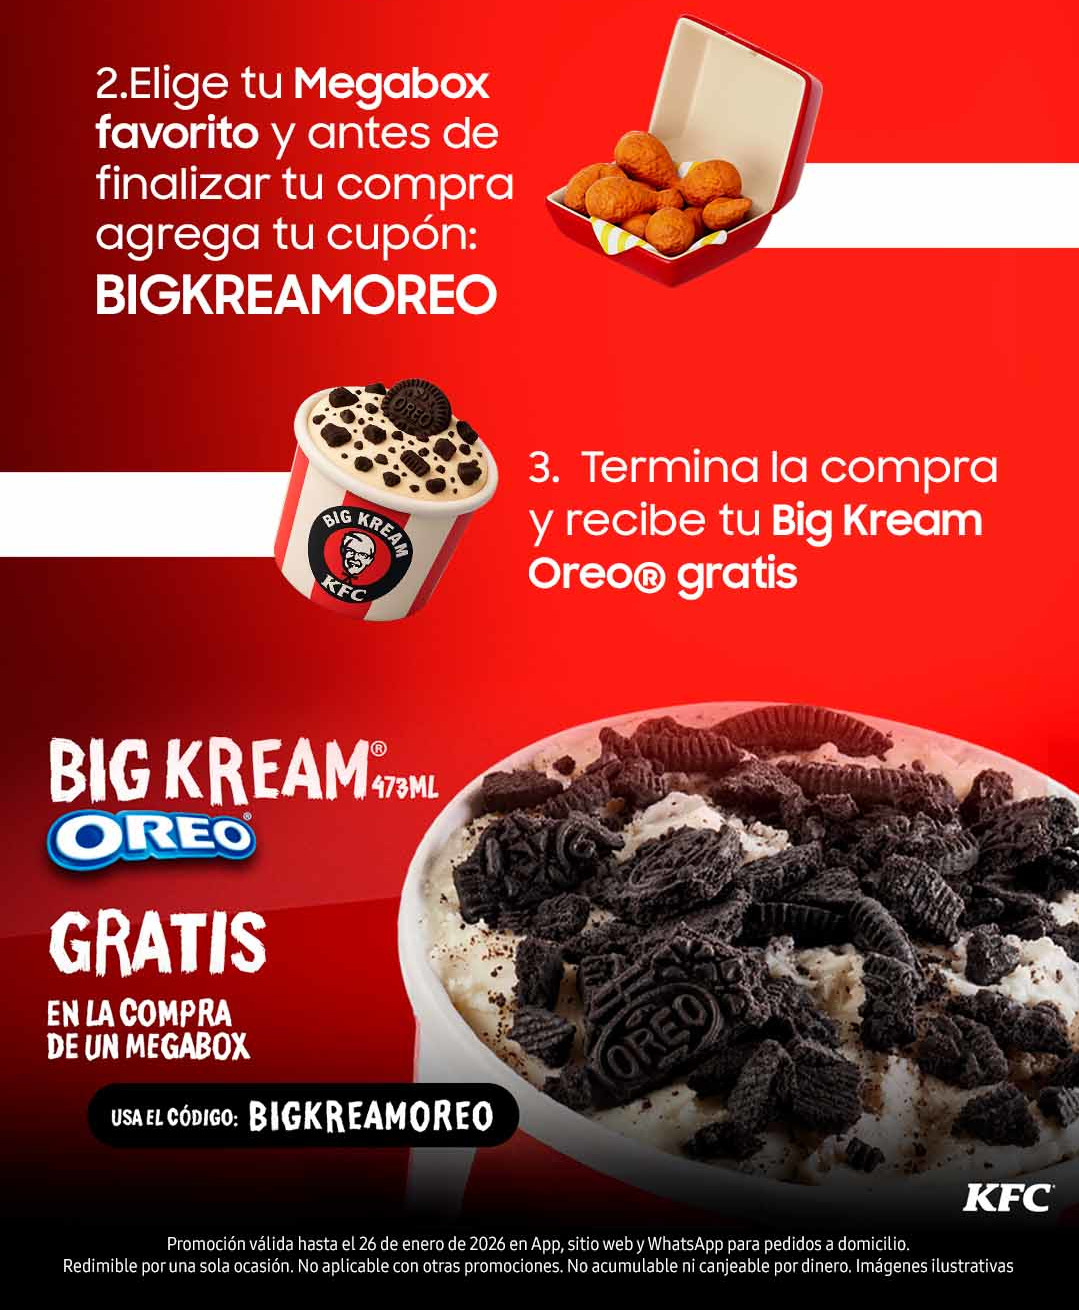 2.Elige tu Megabox
favorito y antes de
finalizar tu compra
agrega tu cupón:
BIGKREAMOREO
OREO
BIG KREAM
KFC
3. Termina la compra
y recibe tu Big Kream
Oreo® gratis
BIG KREAM® 473ML
OREO®
GRATIS
EN LA COMPRA
DE UN MEGABOX
USA EL CÓDIGO: BIGKREAMOREO
OREO
KFC
Promoción válida hasta el 26 de enero de 2026 en App, sitio web y WhatsApp para pedidos a domicilio.
Redimible por una sola ocasión. No aplicable con otras promociones. No acumulable ni canjeable por dinero. Imágenes ilustrativas